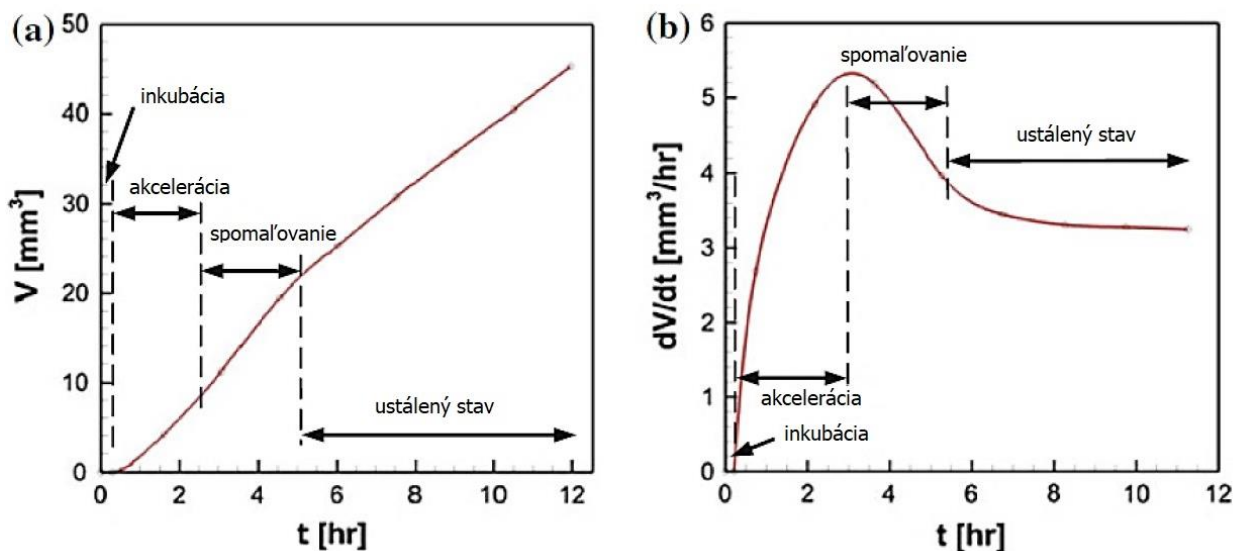 (a)
50
40
30
20
10
0
V [mm³]
inkubácia
akcelerácia
spomaľovanie
ustálený stav
0 2 4 6 8 10 12
t [hr]
(b)
6
5
4
3
2
1
0
dV/dt [mm³/hr]
spomaľovanie
ustálený stav
akcelerácia
inkubácia
0 2 4 6 8 10 12
t [hr]